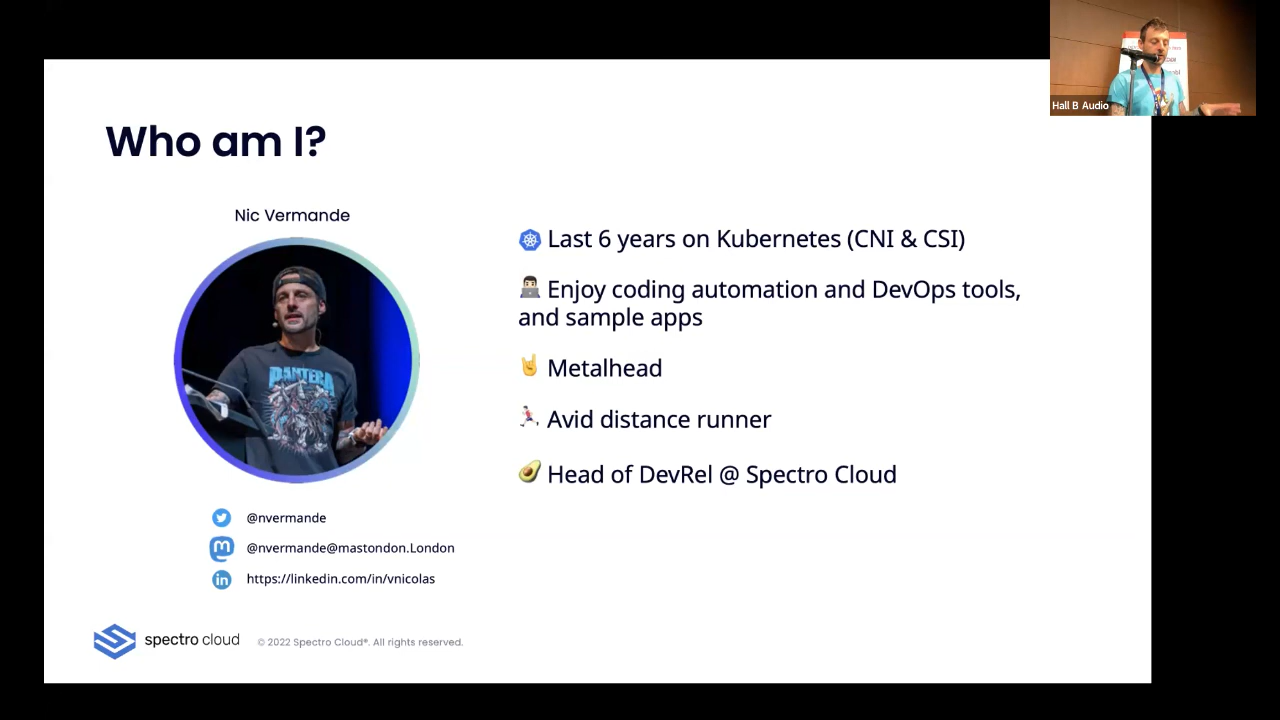 Who am I?
Nic Vermande
PANTERA
Last 6 years on Kubernetes (CNI & CSI)
Enjoy coding automation and DevOps tools,
and sample apps
Metalhead
Avid distance runner
Head of DevRel @ Spectro Cloud
@nvermande
@nvermande@mastondon.London
https://linkedin.com/in/vnicolas
spectro cloud
© 2022 Spectro Cloud®. All rights reserved.
Hall B Audio